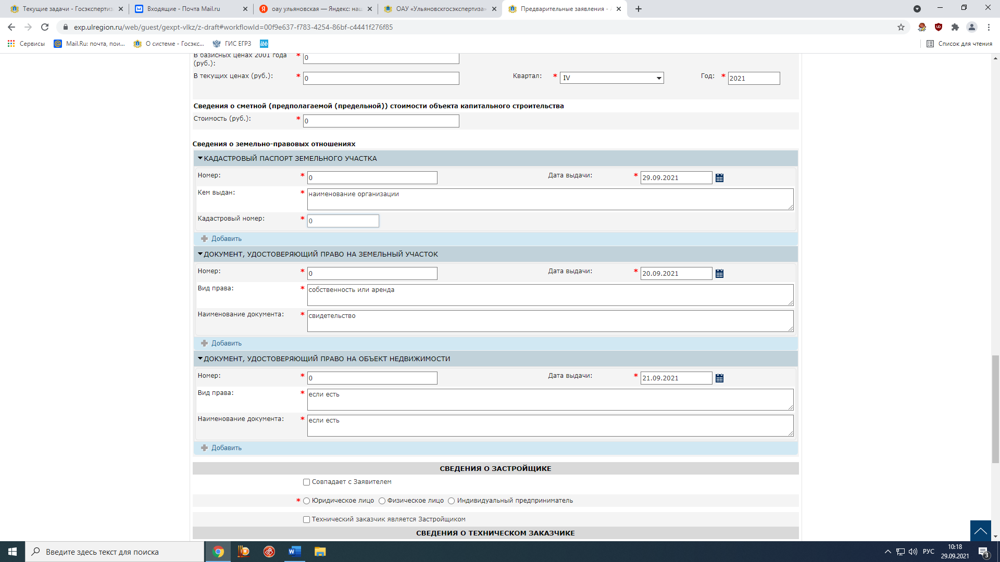 Текущие задачи - Госэкспертиз
Входящие - Почта Mail.ru
оау ульяновская — Яндекс: наш
ОАУ «Ульяновскгосэкспертиза»
Предварительные заявления - 
exp.ulregion.ru/web/guest/gexpt-vlkz/z-draft#workflowId=00f9e637-f783-4254-86bf-c4441f276f85
Сервисы
Mail.Ru: почта, пои...
О системе - Госэкс...
ГИС ЕГРЗ
ibb
Список для чтения
В базисных ценах 2001 года * 0
(руб.):
В текущих ценах (руб.): * 0 Квартал: * IV Год: * 2021
Сведения о сметной (предполагаемой (предельной)) стоимости объекта капитального строительства
Стоимость (руб.): * 0
Сведения о земельно-правовых отношениях
КАДАСТРОВЫЙ ПАСПОРТ ЗЕМЕЛЬНОГО УЧАСТКА
Номер: * 0 Дата выдачи: * 29.09.2021
Кем выдан: * наименование организации
Кадастровый номер: * 0
Добавить
ДОКУМЕНТ, УДОСТОВЕРЯЮЩИЙ ПРАВО НА ЗЕМЕЛЬНЫЙ УЧАСТОК
Номер: * 0 Дата выдачи: * 20.09.2021
Вид права: * собственность или аренда
Наименование документа: * свидетельство
Добавить
ДОКУМЕНТ, УДОСТОВЕРЯЮЩИЙ ПРАВО НА ОБЪЕКТ НЕДВИЖИМОСТИ
Номер: * 0 Дата выдачи: * 21.09.2021
Вид права: * если есть
Наименование документа: * если есть
Добавить
СВЕДЕНИЯ О ЗАСТРОЙЩИКЕ
Совпадает с Заявителем
* Юридическое лицо Физическое лицо Индивидуальный предприниматель
Технический заказчик является Застройщиком
СВЕДЕНИЯ О ТЕХНИЧЕСКОМ ЗАКАЗЧИКЕ
Введите здесь текст для поиска
РУС
10:18
29.09.2021
3